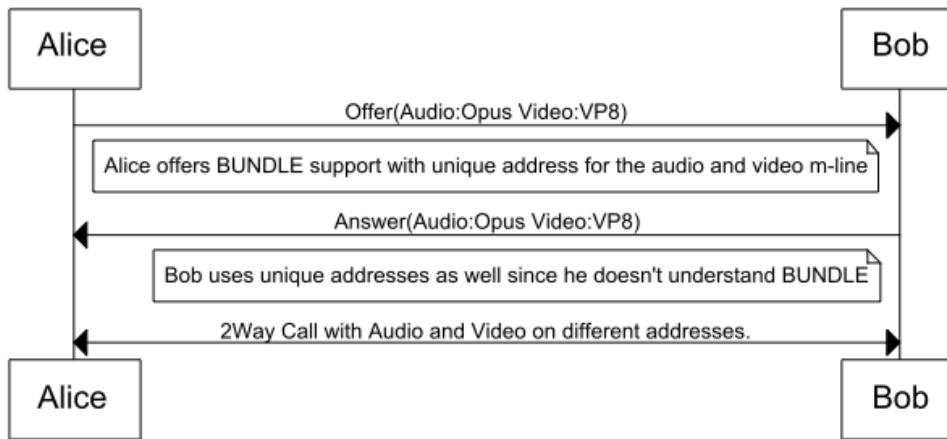 Alice
Bob
Offer(Audio:Opus Video:VP8)
Alice offers BUNDLE support with unique address for the audio and video m-line
Answer(Audio:Opus Video:VP8)
Bob uses unique addresses as well since he doesn't understand BUNDLE
2Way Call with Audio and Video on different addresses.
Alice
Bob